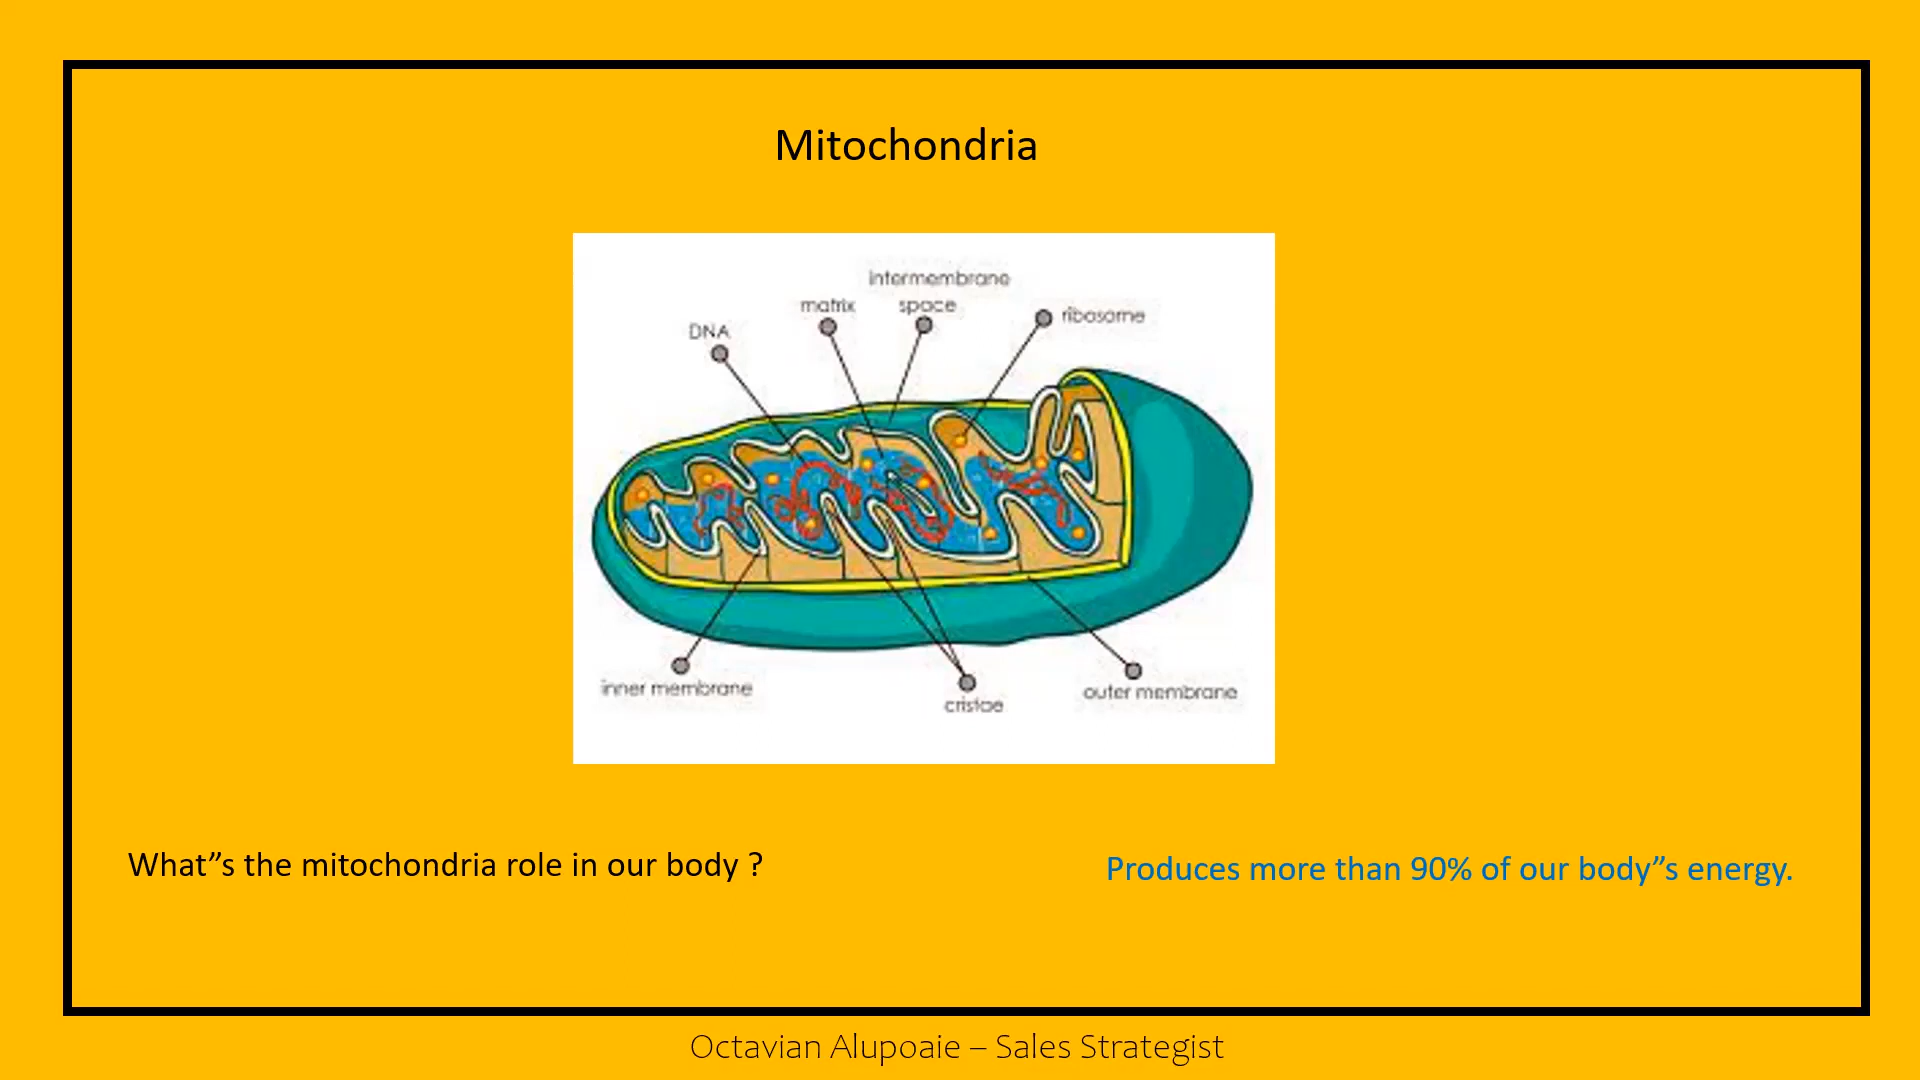 Mitochondria
intermembrane
space
matrix
ribosome
DNA
inner membrane
cristae
outer membrane
What”s the mitochondria role in our body ?
Produces more than 90% of our body”s energy.
Octavian Alupoaie – Sales Strategist